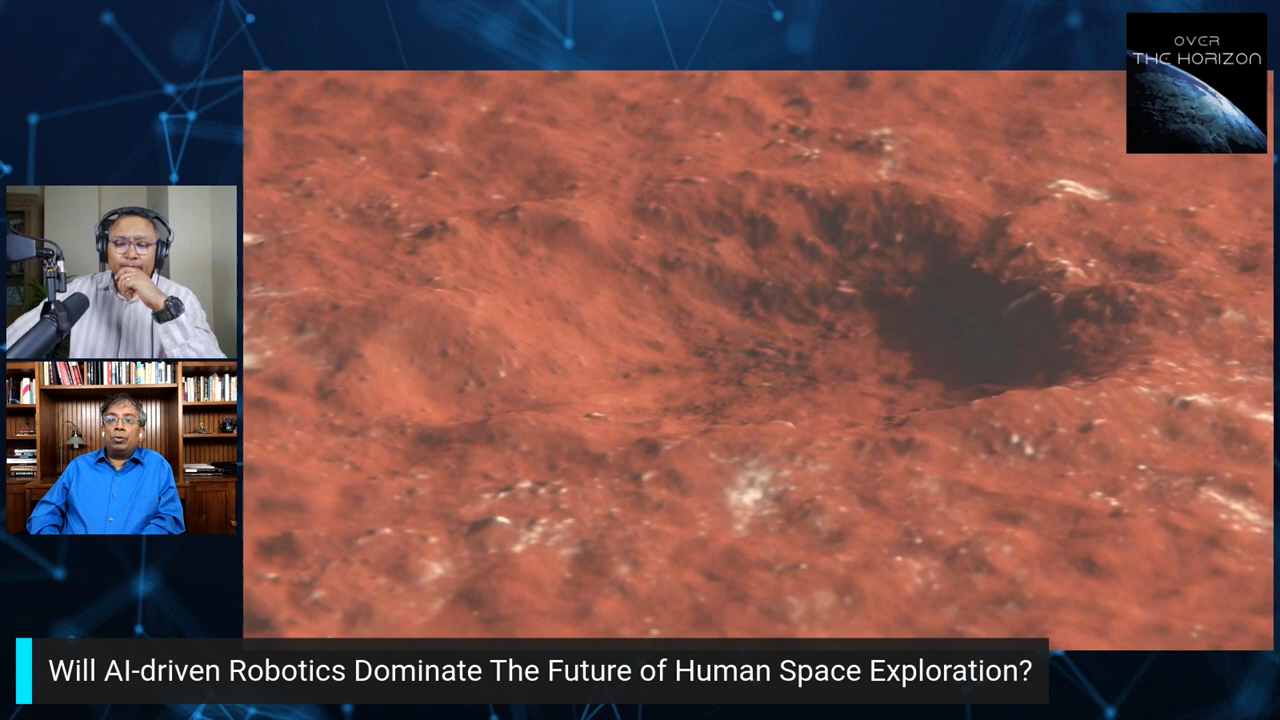 OVER
THE HORIZON
Will AI-driven Robotics Dominate The Future of Human Space Exploration?